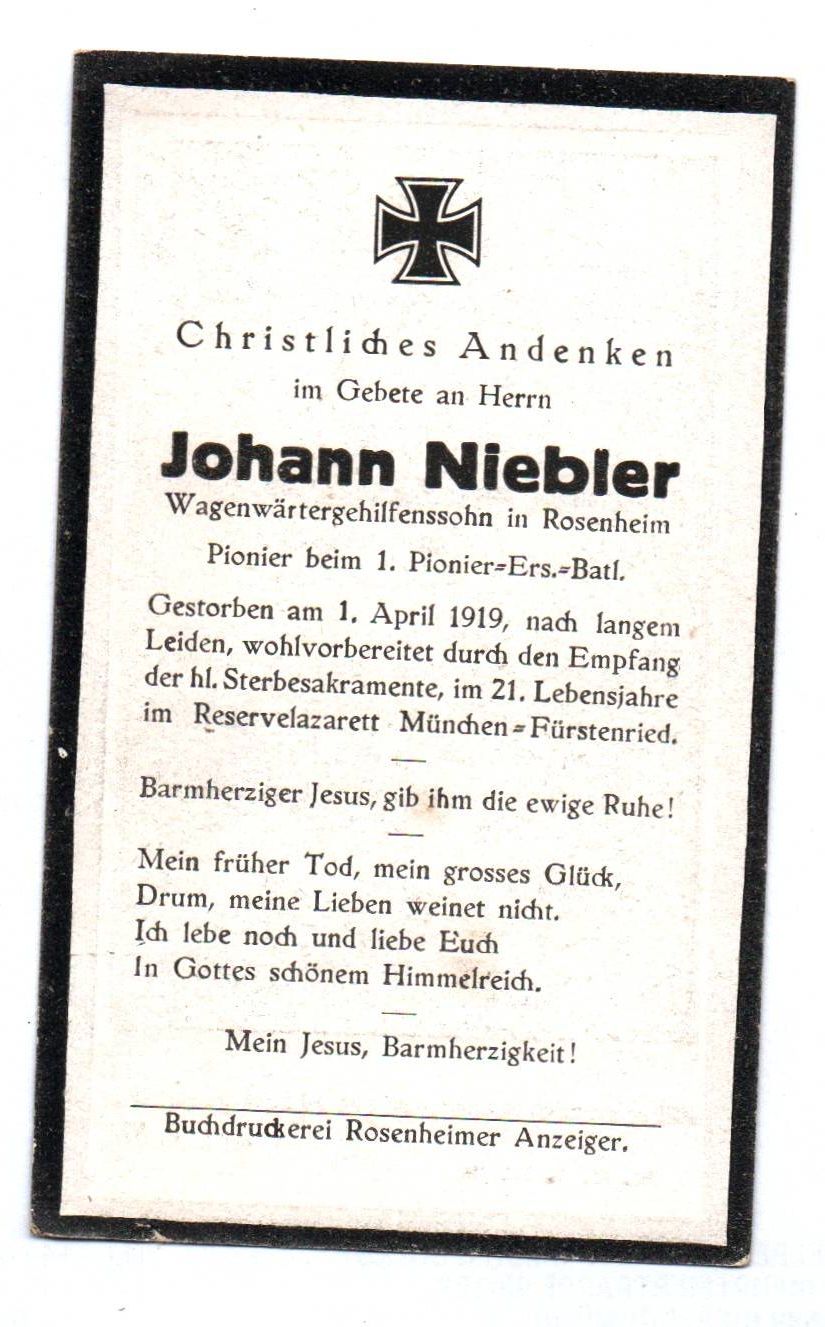 Christliches Andenken
im Gebete an Herrn
Johann Niebler
Wagenwärtergehilfenssohn in Rosenheim
Pionier beim 1. Pionier=Ers.=Batl.
Gestorben am 1. April 1919, nach langem
Leiden, wohlvorbereitet durch den Empfang
der hl. Sterbesakramente, im 21. Lebensjahre
im Reservelazarett München=Fürstenried.
Barmherziger Jesus, gib ihm die ewige Ruhe!
Mein früher Tod, mein grosses Glück,
Drum, meine Lieben weinet nicht.
Ich lebe noch und liebe Euch
In Gottes schönem Himmelreich.
Mein Jesus, Barmherzigkeit!
Buchdruckerei Rosenheimer Anzeiger.